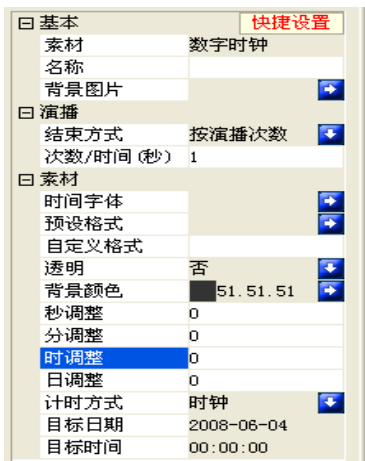 基本 快捷设置
素材 数字时钟
名称
背景图片
演播
结束方式 按演播次数
次数/时间(秒) 1
素材
时间字体
预设格式
自定义格式
透明 否
背景颜色 51.51.51
秒调整 0
分调整 0
时调整 0
日调整 0
计时方式 时钟
目标日期 2008-06-04
目标时间 00:00:00